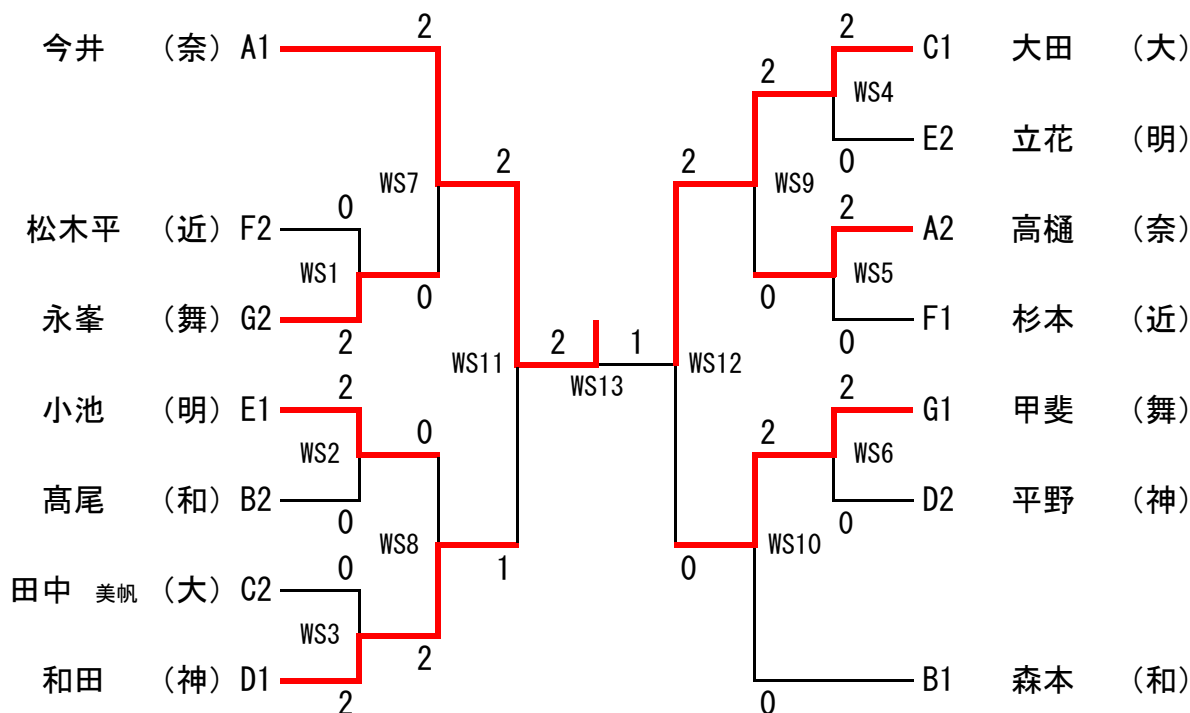 2
今井 （奈） A1
2
C1 大田 （大）
2
WS4
E2 立花 （明）
0
WS7
2
2
WS9
0
松木平 （近） F2
2
A2 高樋 （奈）
WS1
WS5
0
0
永峯 （舞） G2
F1 杉本 （近）
2
0
WS11
2
1
WS12
WS13
2
小池 （明） E1
2
G1 甲斐 （舞）
0
2
WS2
WS6
髙尾 （和） B2
D2 平野 （神）
0
0
WS8
WS10
0
1
0
田中 美帆 （大） C2
WS3
2
和田 （神） D1
B1 森本 （和）
2
0